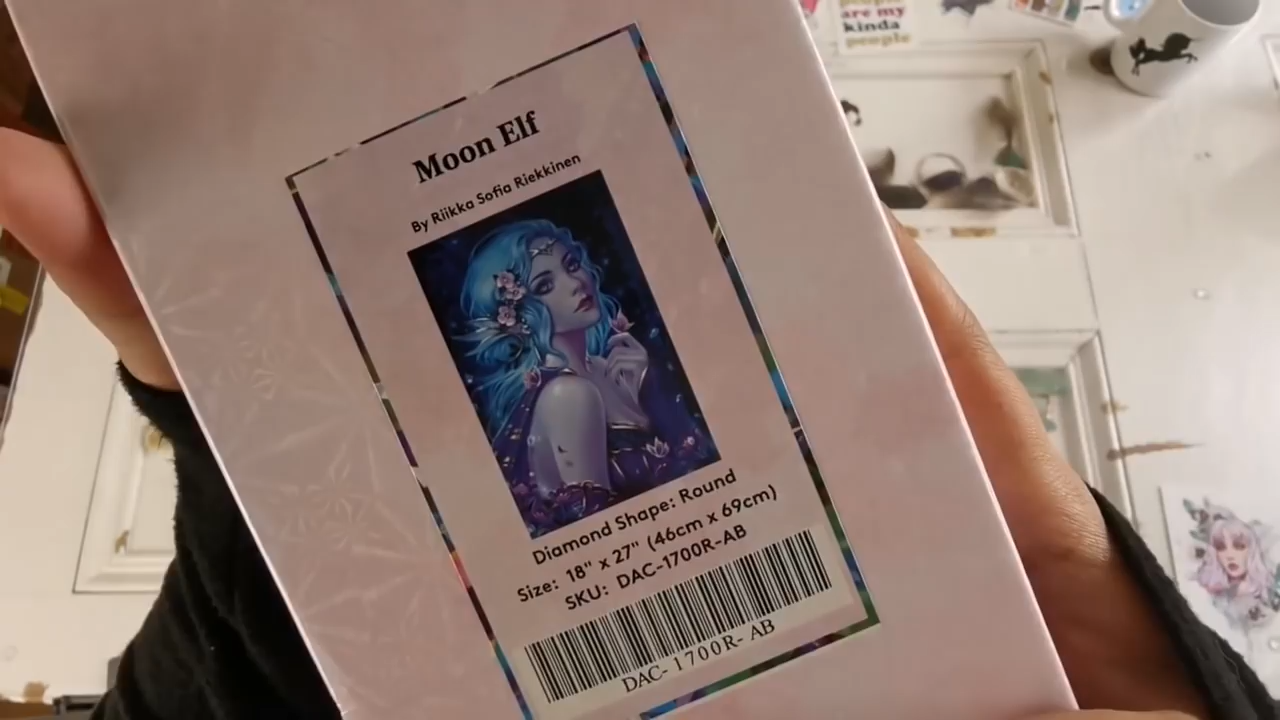 people
are my
kinda
people
Moon Elf
By Riikka Sofia Riekkinen
Diamond Shape: Round
Size: 18" x 27" (46cm x 69cm)
SKU: DAC-1700R-AB
DAC-1700R-AB